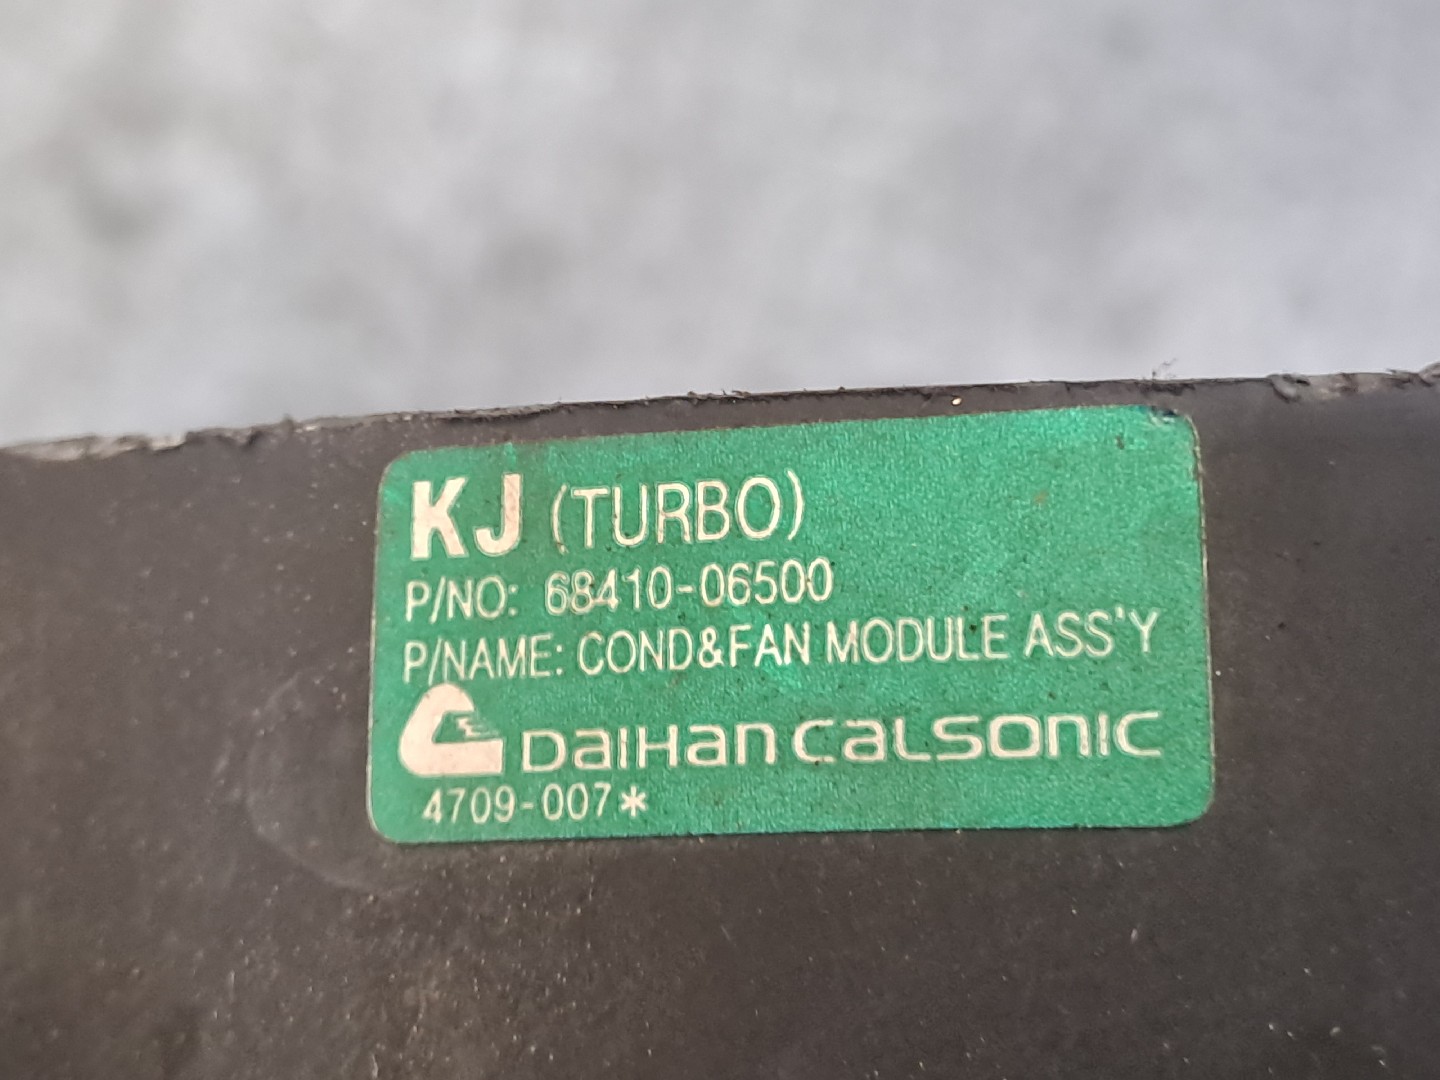 KJ (TURBO)
P/NO: 68410-06500
P/NAME: COND&FAN MODULE ASS'Y
DaiHan CaLSONIC
4709-007*